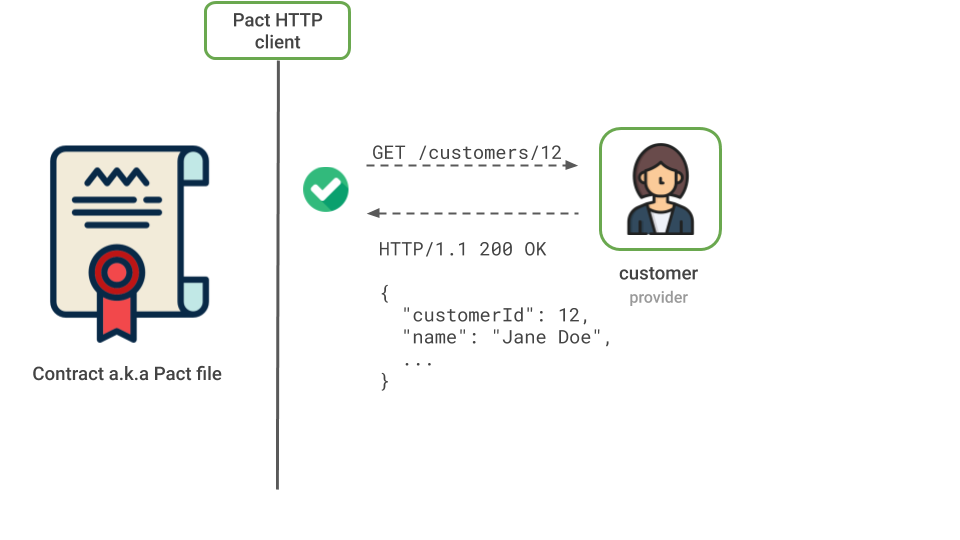 Pact HTTP
client
GET /customers/12
HTTP/1.1 200 OK
{
"customerId": 12,
"name": "Jane Doe",
...
}
customer
provider
Contract a.k.a Pact file